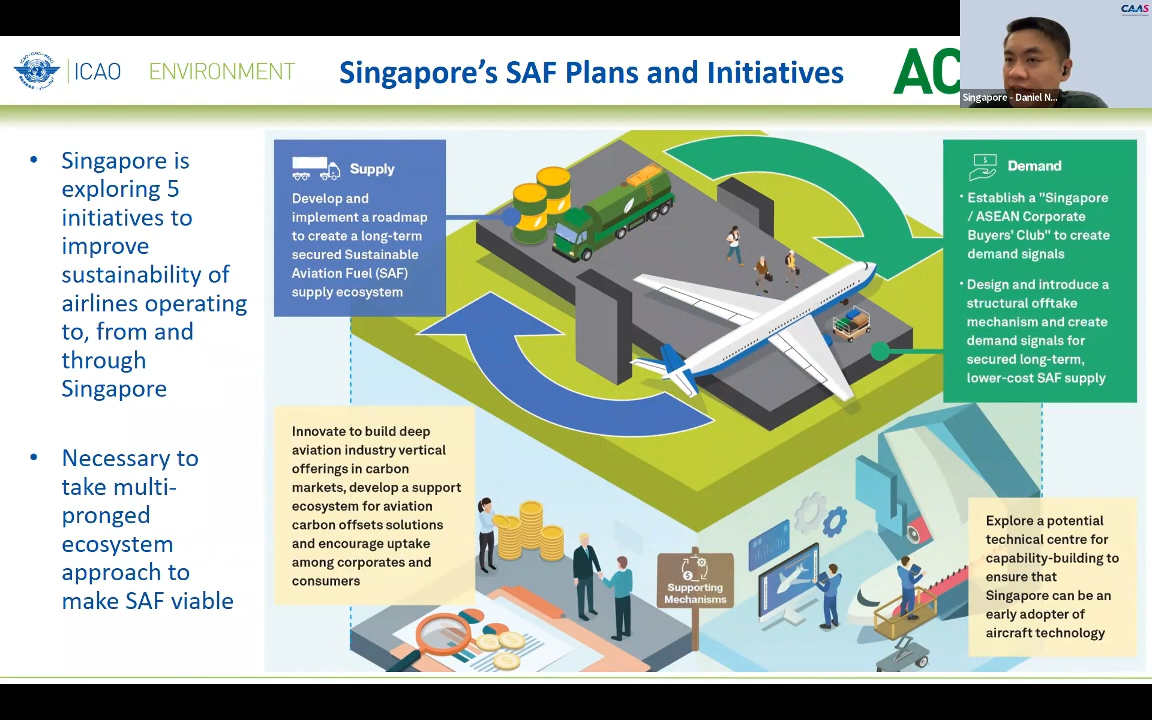 CAAS
ICAO ENVIRONMENT
Singapore's SAF Plans and Initiatives
AC
Singapore - Daniel N...
• Singapore is
exploring 5
initiatives to
improve
sustainability of
airlines operating
to, from and
through
Singapore
• Necessary to
take multi-
pronged
ecosystem
approach to
make SAF viable
Supply
Develop and
implement a roadmap
to create a long-term
secured Sustainable
Aviation Fuel (SAF)
supply ecosystem
Demand
• Establish a "Singapore
/ ASEAN Corporate
Buyers' Club" to create
demand signals
• Design and introduce a
structural offtake
mechanism and create
demand signals for
secured long-term,
lower-cost SAF supply
Innovate to build deep
aviation industry vertical
offerings in carbon
markets, develop a support
ecosystem for aviation
carbon offsets solutions
and encourage uptake
among corporates and
consumers
Supporting
Mechanisms
Explore a potential
technical centre for
capability-building to
ensure that
Singapore can be an
early adopter of
aircraft technology